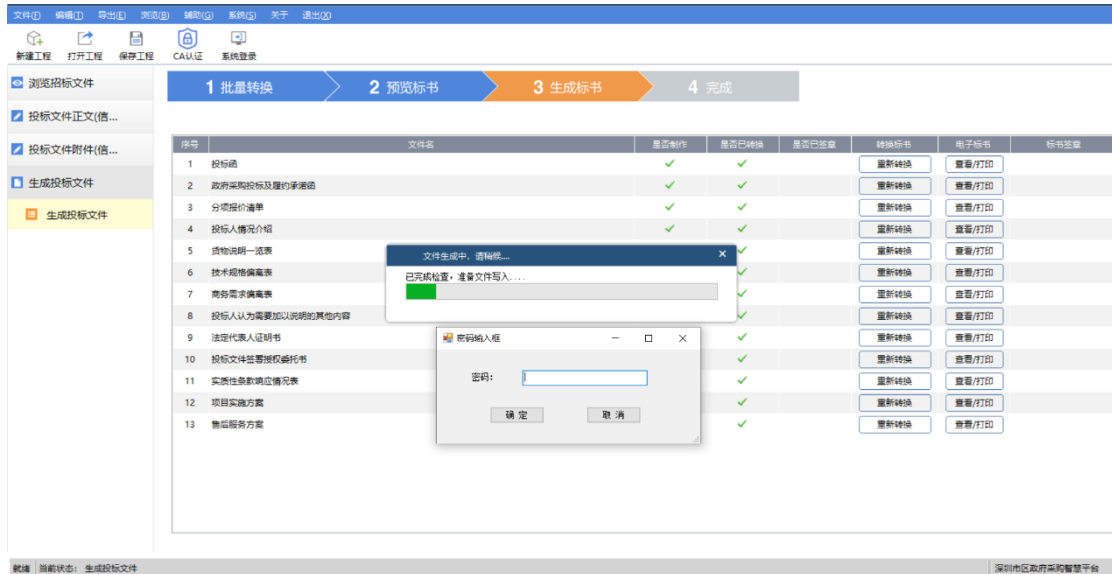 文件(F) 编辑(T) 导出(E) 浏览(B) 辅助(G) 系统(S) 关于 退出(X)
新建工程 打开工程 保存工程 CA认证 系统登录
浏览招标文件
投标文件正文(信...
投标文件附件(信...
生成投标文件
生成投标文件
1 批量转换 2 预览标书 3 生成标书 4 完成
序号 文件名 是否制作 是否已转换 是否已签章 转换标书 电子标书 标书签章
1 投标函 重新转换 查看/打印
2 政府采购投标及履约承诺函 重新转换 查看/打印
3 分项报价清单 重新转换 查看/打印
4 投标人情况介绍 重新转换 查看/打印
5 货物说明一览表 重新转换 查看/打印
6 技术规格偏离表 重新转换 查看/打印
7 商务需求偏离表 重新转换 查看/打印
8 投标人认为需要加以说明的其他内容 重新转换 查看/打印
9 法定代表人证明书 重新转换 查看/打印
10 投标文件签署授权委托书 重新转换 查看/打印
11 实质性条款响应情况表 重新转换 查看/打印
12 项目实施方案 重新转换 查看/打印
13 售后服务方案 重新转换 查看/打印
文件生成中，请稍候....
已完成检查，准备文件写入....
密码输入框
密码：
确定 取消
就绪 当前状态： 生成投标文件 深圳市区政府采购智慧平台